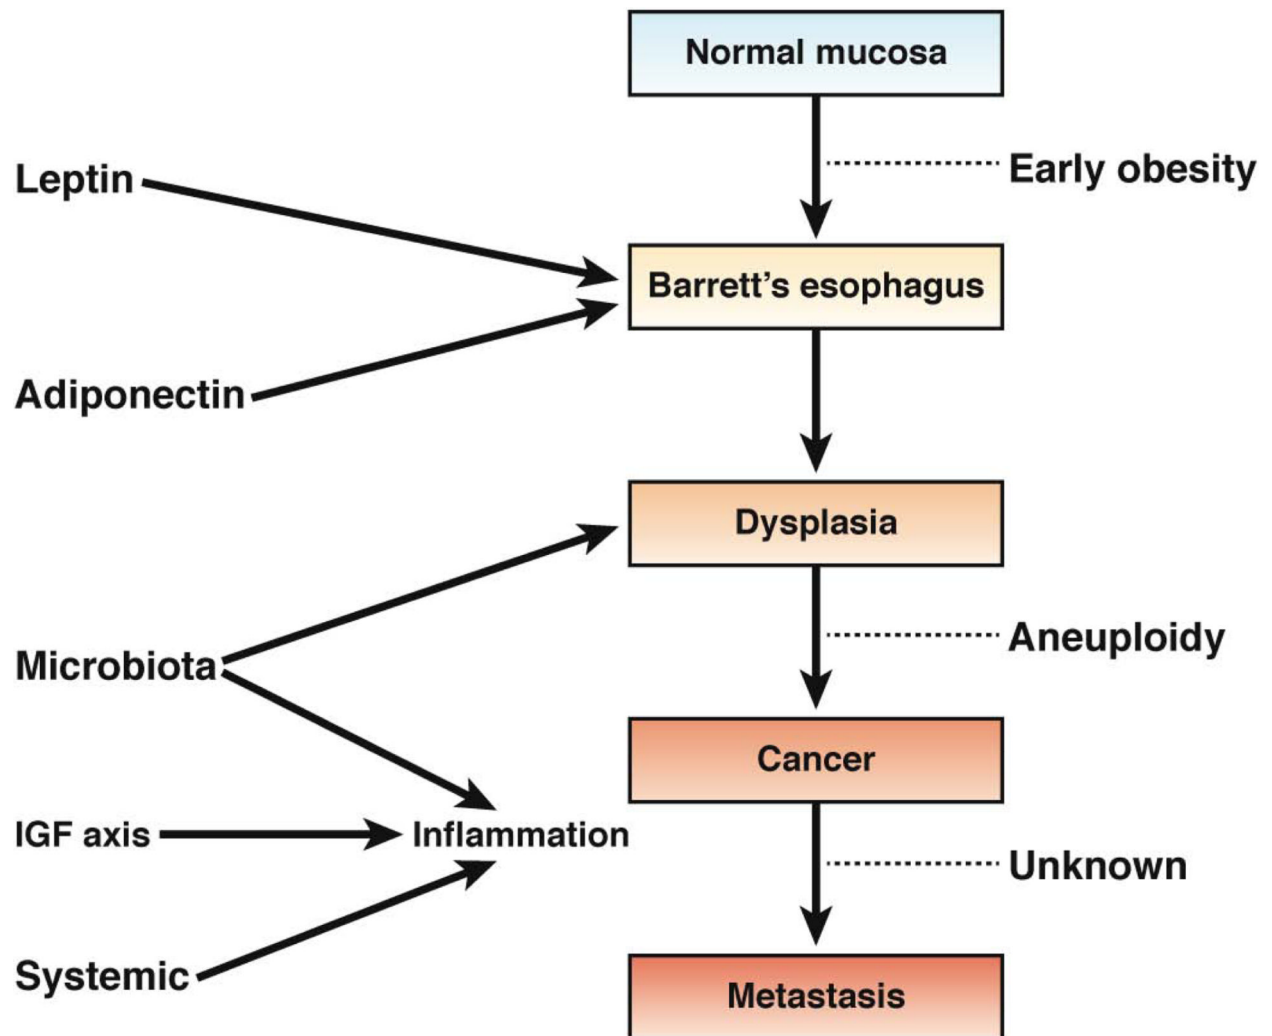 Normal mucosa
Early obesity
Leptin
Barrett’s esophagus
Adiponectin
Dysplasia
Aneuploidy
Microbiota
Cancer
IGF axis
Inflammation
Unknown
Systemic
Metastasis